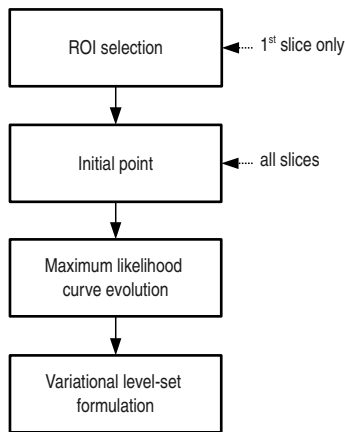 ROI selection
1st slice only
Initial point
all slices
Maximum likelihood
curve evolution
Variational level-set
formulation